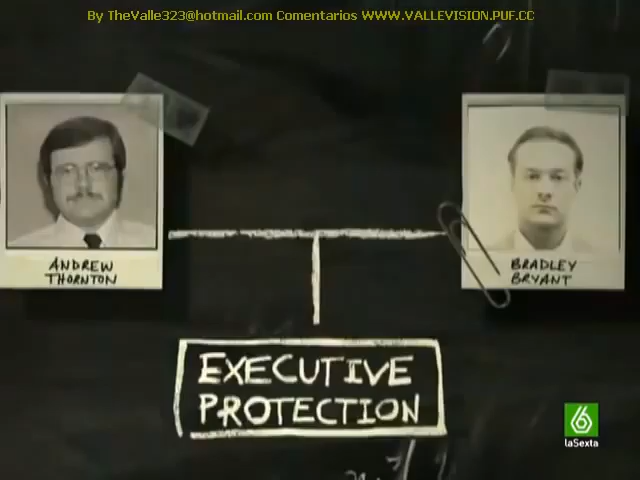 By TheValle323@hotmail.com Comentarios WWW.VALLEVISION.PUF.CC
ANDREW
THORNTON
BRADLEY
BRYANT
EXECUTIVE
PROTECTION
laSexta